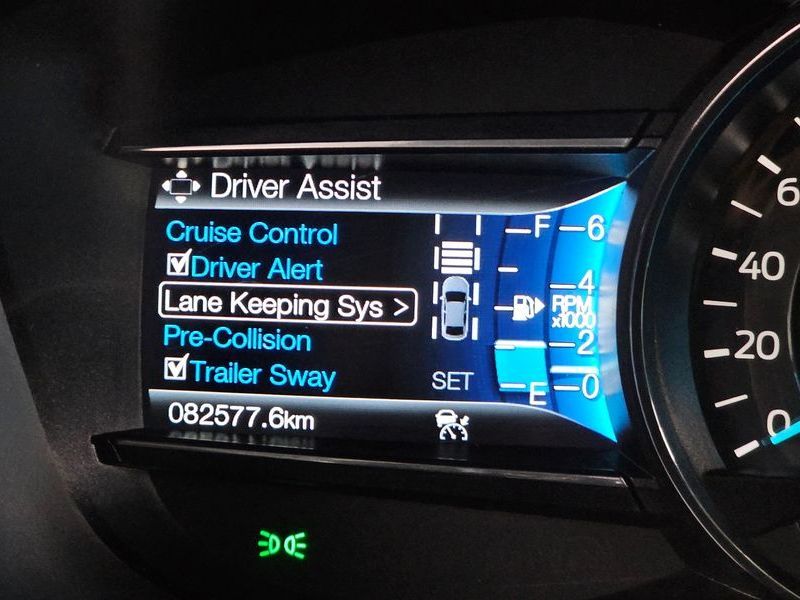 Driver Assist
Cruise Control
Driver Alert
Lane Keeping Sys >
Pre-Collision
Trailer Sway
082577.6km
SET
F
E
6
4
RPM
x1000
2
0
6
40
20
0